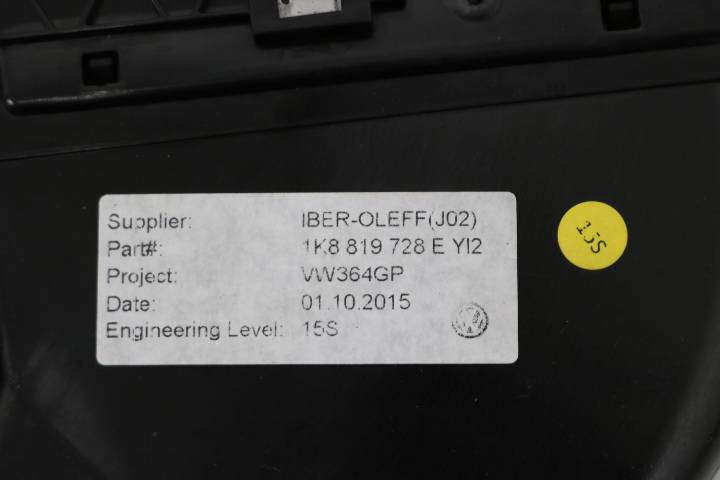 Supplier: IBER-OLEFF(J02)
Part#: 1K8 819 728 E YI2
Project: VW364GP
Date: 01.10.2015
Engineering Level: 15S
15S